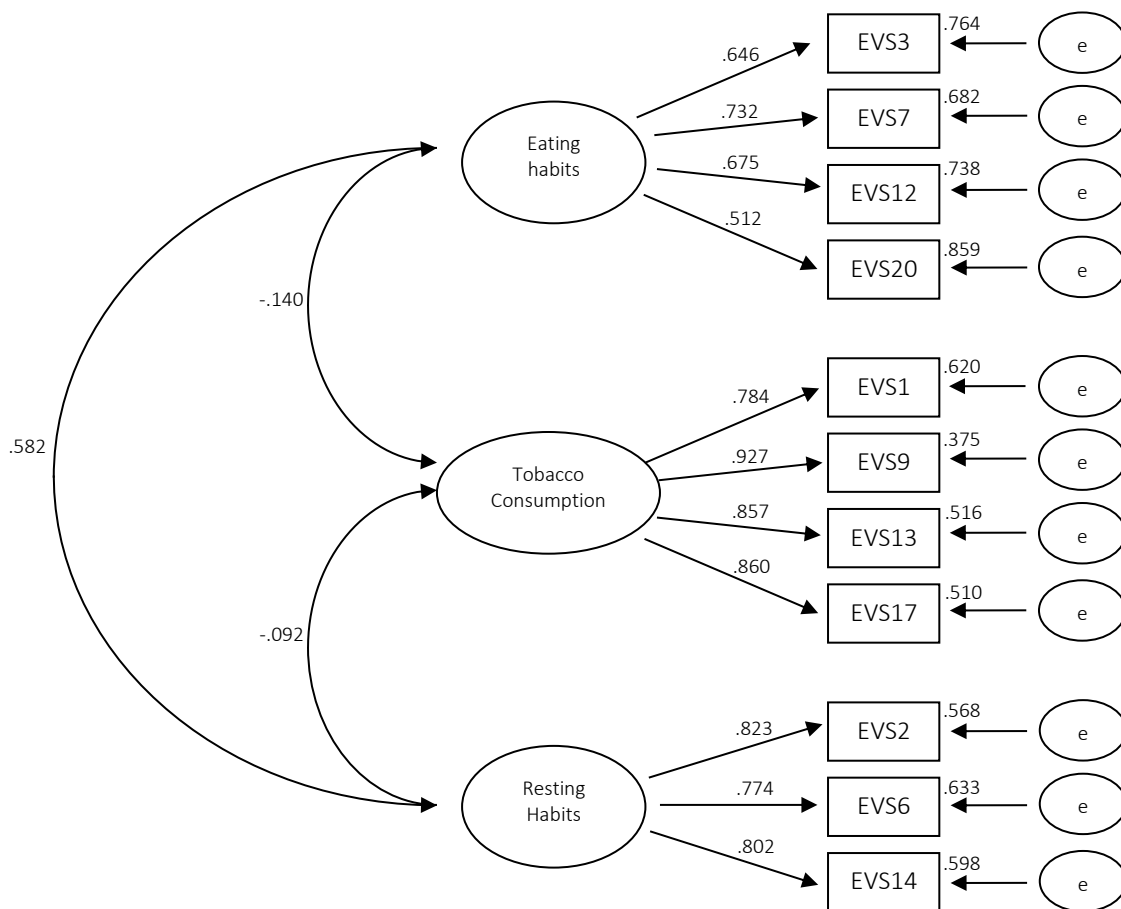 .764
EVS3
e
.646
.682
.732
EVS7
e
Eating
habits
.675
.738
EVS12
e
.512
.859
EVS20
e
-.140
.620
EVS1
e
.784
.582
.375
.927
EVS9
e
Tobacco
Consumption
.857
.516
EVS13
e
.860
.510
EVS17
e
-.092
.568
.823
EVS2
e
Resting
Habits
.774
.633
EVS6
e
.802
.598
EVS14
e